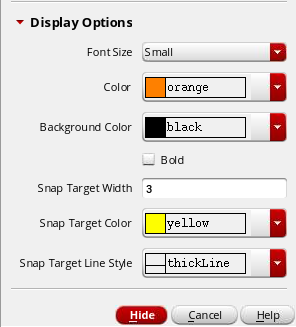 Display Options
Font Size Small
Color orange
Background Color black
Bold
Snap Target Width 3
Snap Target Color yellow
Snap Target Line Style thickLine
Hide Cancel Help